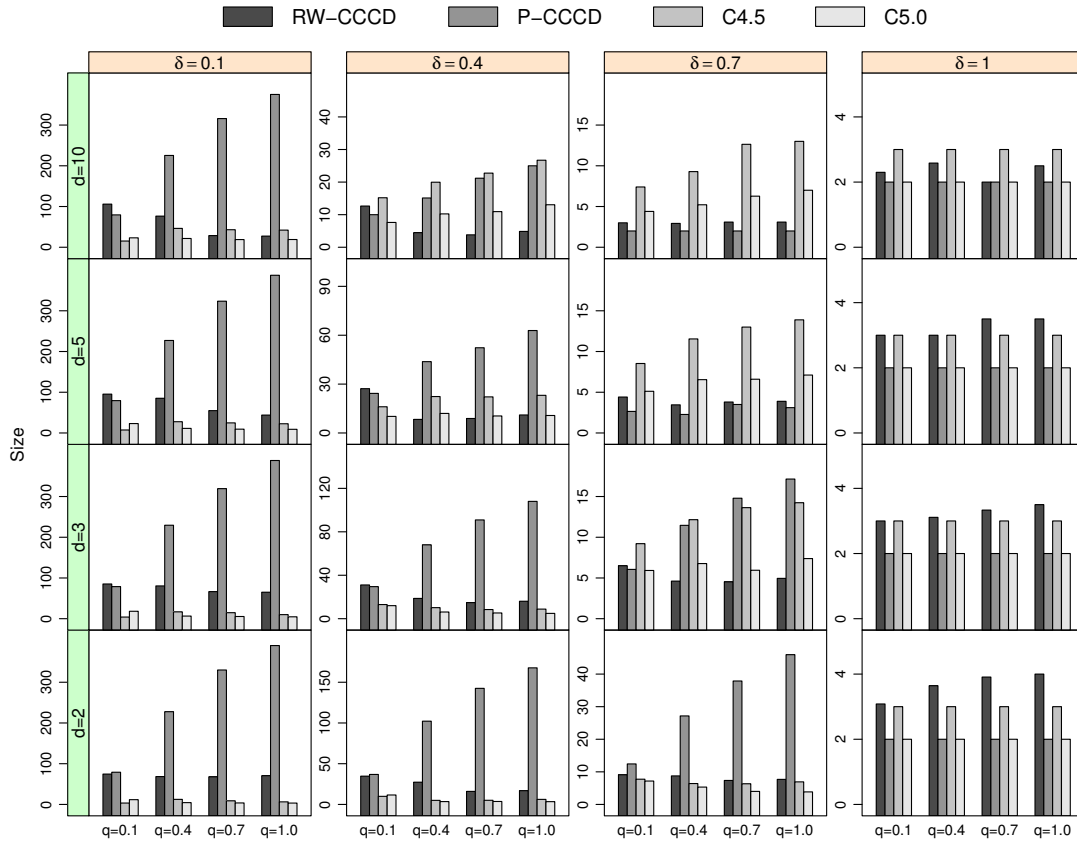 RW−CCCD P−CCCD C4.5 C5.0
δ = 0.1 δ = 0.4 δ = 0.7 δ = 1
Size
d=10
0 100 200 300
0 10 20 30 40
0 5 10 15
0 2 4
d=5
0 100 200 300
0 30 60 90
0 5 10 15
0 2 4
d=3
0 100 200 300
0 40 80 120
0 5 10 15
0 2 4
d=2
0 100 200 300
0 50 100 150
0 10 20 30 40
0 2 4
q=0.1 q=0.4 q=0.7 q=1.0 q=0.1 q=0.4 q=0.7 q=1.0 q=0.1 q=0.4 q=0.7 q=1.0 q=0.1 q=0.4 q=0.7 q=1.0